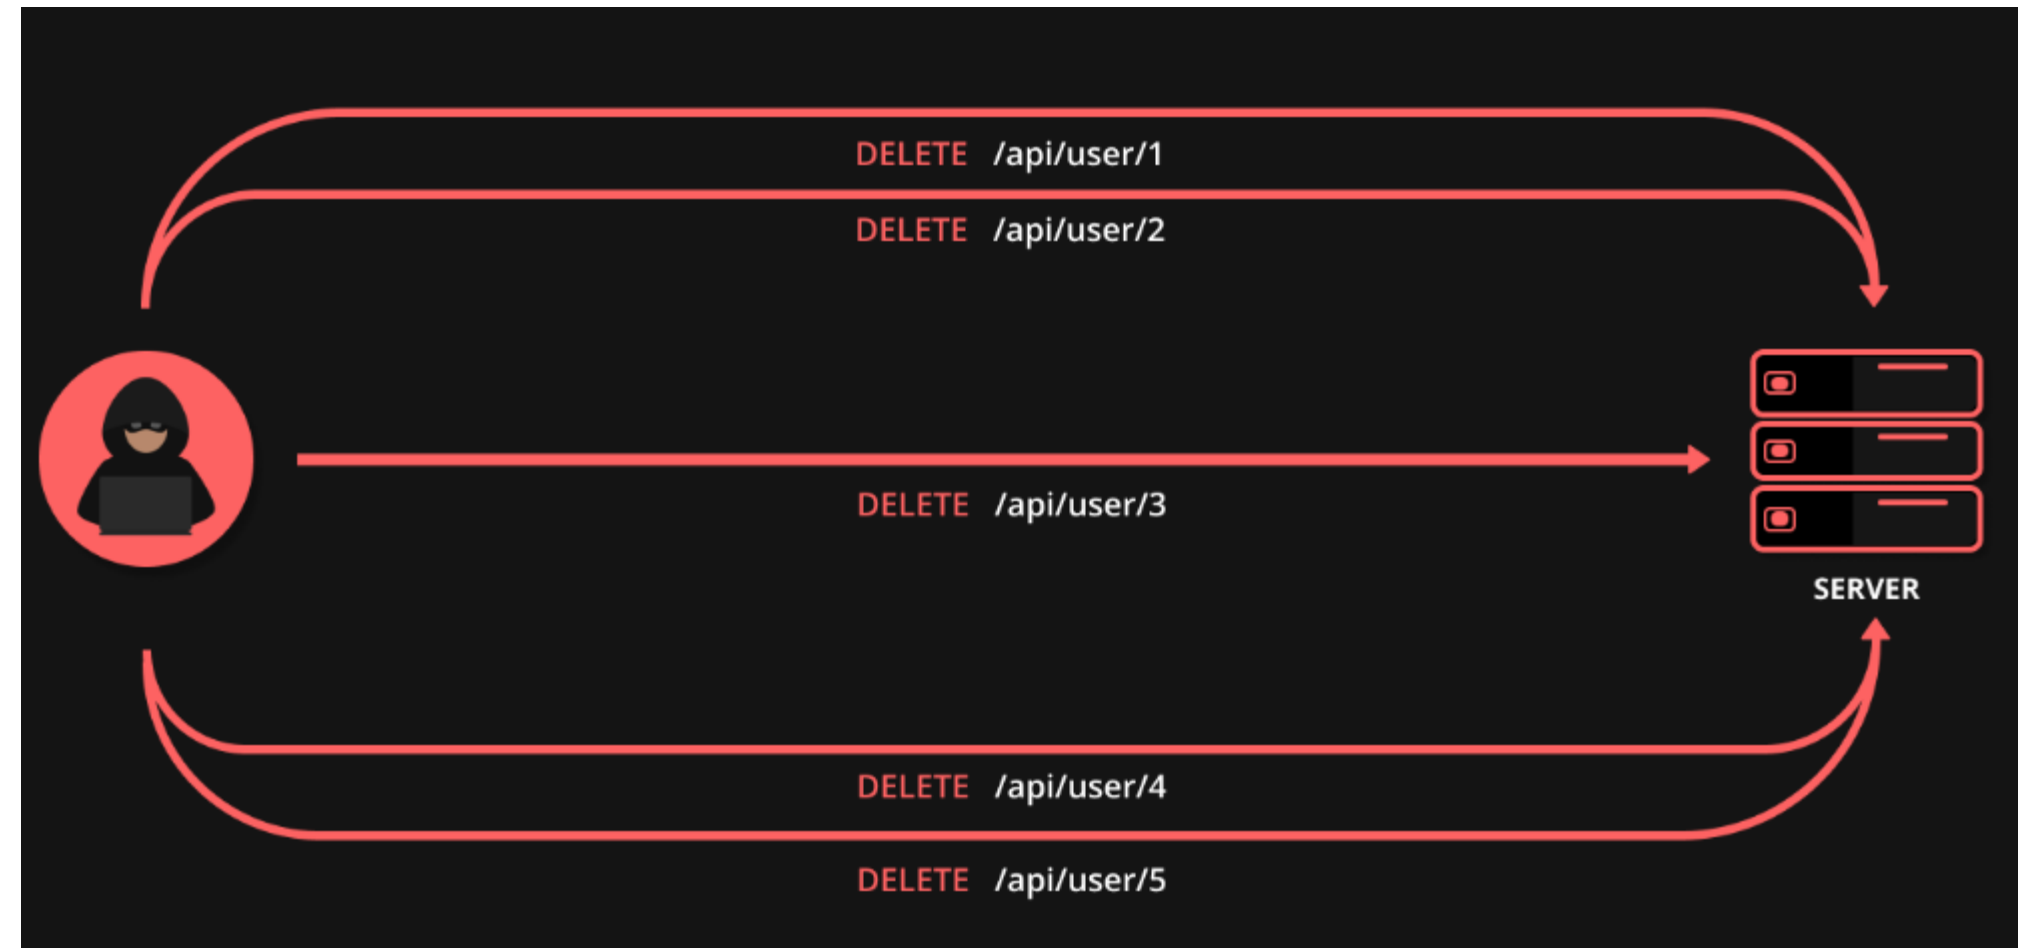 DELETE /api/user/1
DELETE /api/user/2
DELETE /api/user/3
SERVER
DELETE /api/user/4
DELETE /api/user/5